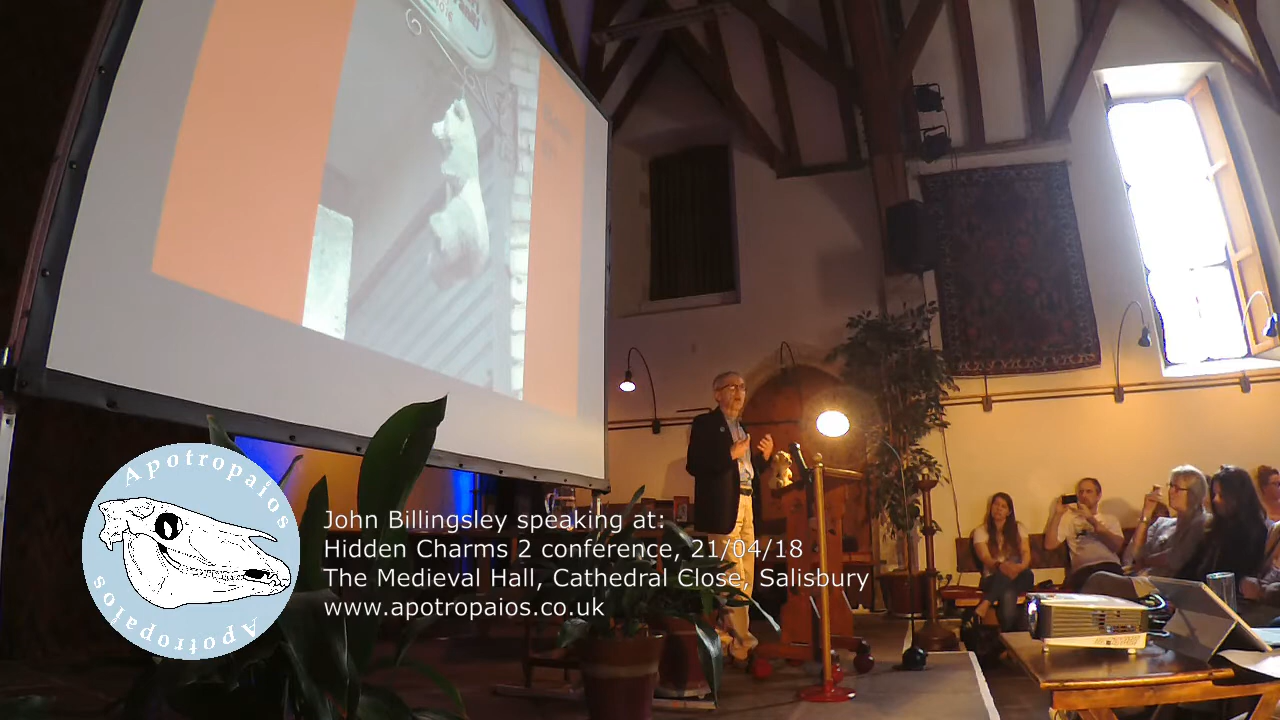 Apotropaios
Apotropaios
John Billingsley speaking at:
Hidden Charms 2 conference, 21/04/18
The Medieval Hall, Cathedral Close, Salisbury
www.apotropaios.co.uk